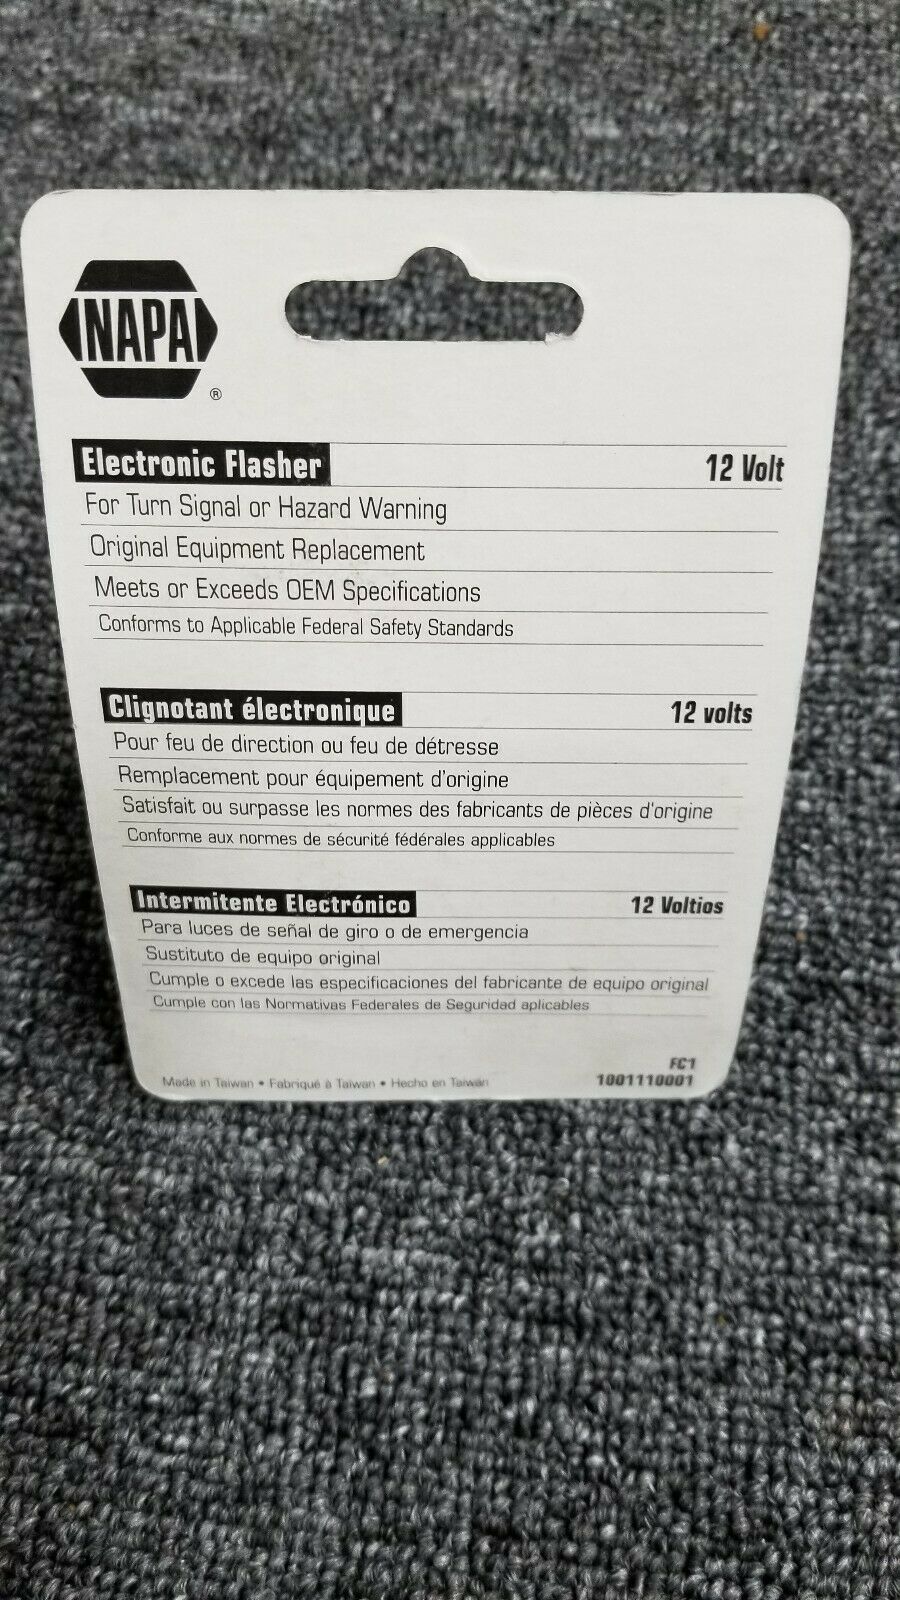 NAPA
®
Electronic Flasher 12 Volt
For Turn Signal or Hazard Warning
Original Equipment Replacement
Meets or Exceeds OEM Specifications
Conforms to Applicable Federal Safety Standards
Clignotant électronique 12 volts
Pour feu de direction ou feu de détresse
Remplacement pour équipement d'origine
Satisfait ou surpasse les normes des fabricants de pièces d'origine
Conforme aux normes de sécurité fédérales applicables
Intermitente Electrónico 12 Voltios
Para luces de señal de giro o de emergencia
Sustituto de equipo original
Cumple o excede las especificaciones del fabricante de equipo original
Cumple con las Normativas Federales de Seguridad aplicables
FC1
Made in Taiwan • Fabriqué à Taiwan • Hecho en Taiwán 1001110001